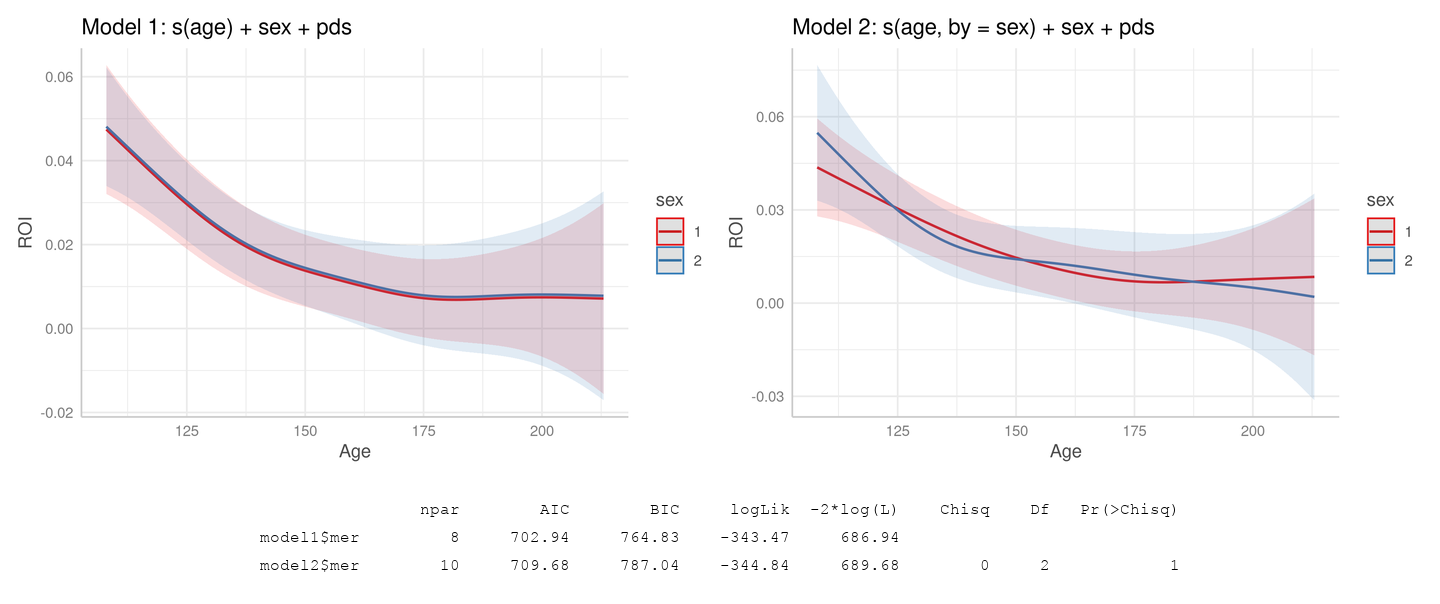 Model 1: s(age) + sex + pds
0.06
0.04
0.02
0.00
-0.02
ROI
125 150 175 200
Age
sex
1
2
Model 2: s(age, by = sex) + sex + pds
0.06
0.03
0.00
-0.03
ROI
125 150 175 200
Age
sex
1
2
npar AIC BIC logLik -2*log(L) Chisq Df Pr(>Chisq)
model1$mer 8 702.94 764.83 -343.47 686.94
model2$mer 10 709.68 787.04 -344.84 689.68 0 2 1